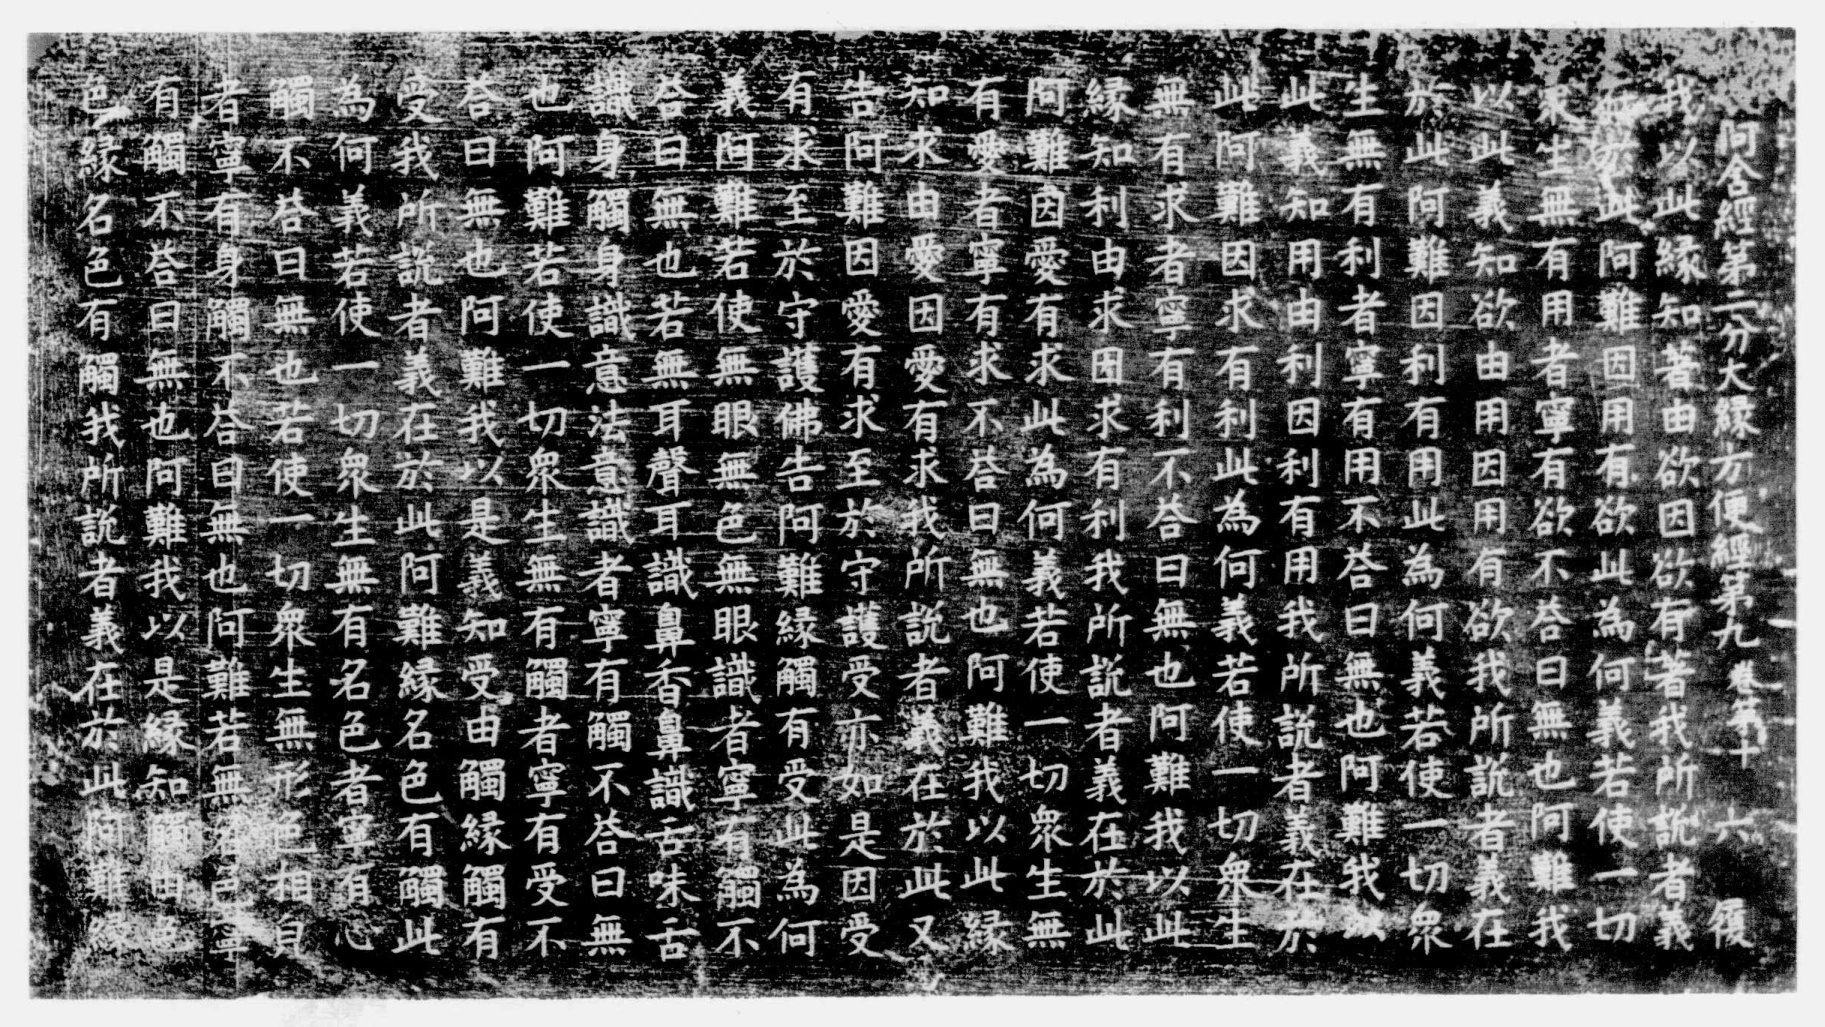 阿含經第二分大緣方便經第九 卷第十 六 履
我以此緣知著由欲因欲有著我所說者義
於此阿難因用有欲此為何義若使一切
衆生無有用者寧有欲不荅曰無也阿難我
以此義知欲由用因用有欲我所說者義在
於此阿難因利有用此為何義若使一切衆
生無有利者寧有用不荅曰無也阿難我以
此義知用由利因利有用我所說者義在於
此阿難因求有利此為何義若使一切衆生
無有求者寧有利不荅曰無也阿難我以此
緣知利由求因求有利我所說者義在於此
阿難因愛有求此為何義若使一切衆生無
有愛者寧有求不荅曰無也阿難我以此緣
知求由愛因愛有求我所說者義在於此又
告阿難因愛有求至於守護受亦如是因受
有求至於守護佛告阿難緣觸有受此為何
義阿難若使無眼無色無眼識者寧有觸不
荅曰無也若無耳聲耳識鼻香鼻識舌味舌
識身觸身識意法意識者寧有觸不荅曰無
也阿難若使一切衆生無有觸者寧有受不
荅曰無也阿難我以是義知受由觸緣觸有
受我所說者義在於此阿難緣名色有觸此
為何義若使一切衆生無有名色者寧有心
觸不荅曰無也若使一切衆生無形色相皃
者寧有身觸不荅曰無也阿難若無名色寧
有觸不荅曰無也阿難我以是緣知觸由
色緣名色有觸我所說者義在於此阿難緣